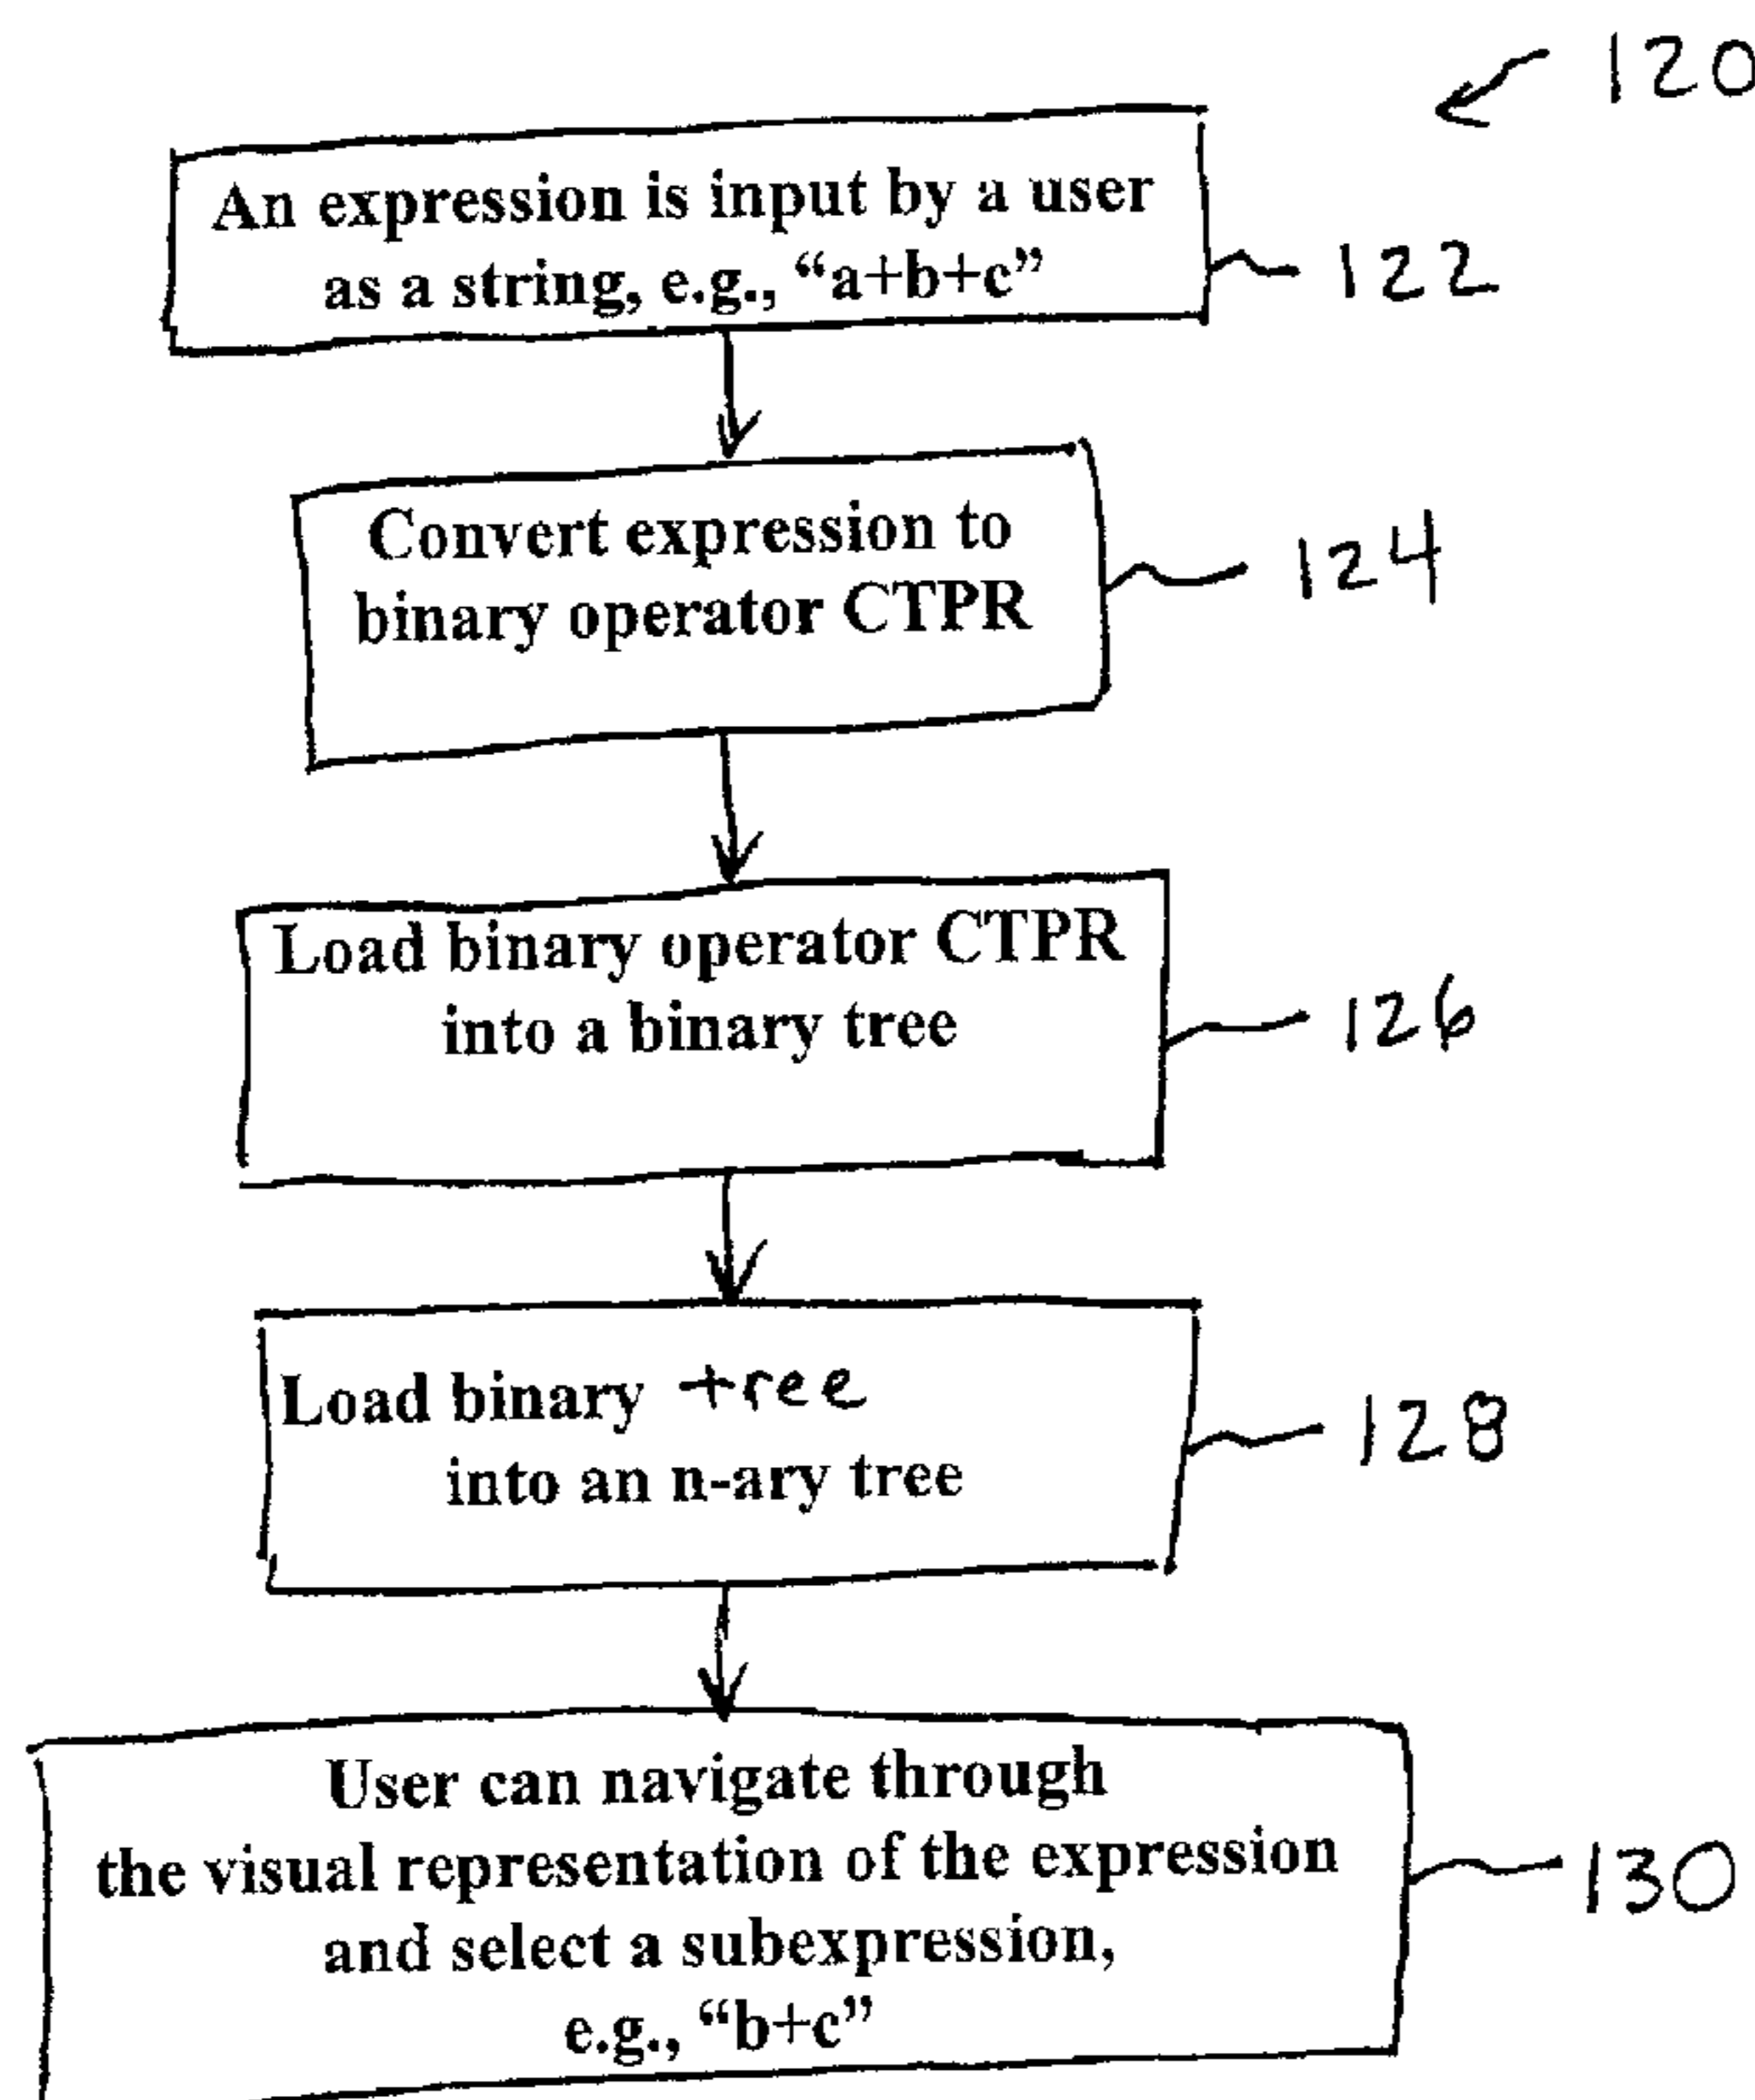 120
An expression is input by a user
as a string, e.g., “a+b+c”
122
Convert expression to
binary operator CTPR
124
Load binary operator CTPR
into a binary tree
126
Load binary tree
into an n-ary tree
128
User can navigate through
the visual representation of the expression
and select a subexpression,
e.g., “b+c”
130